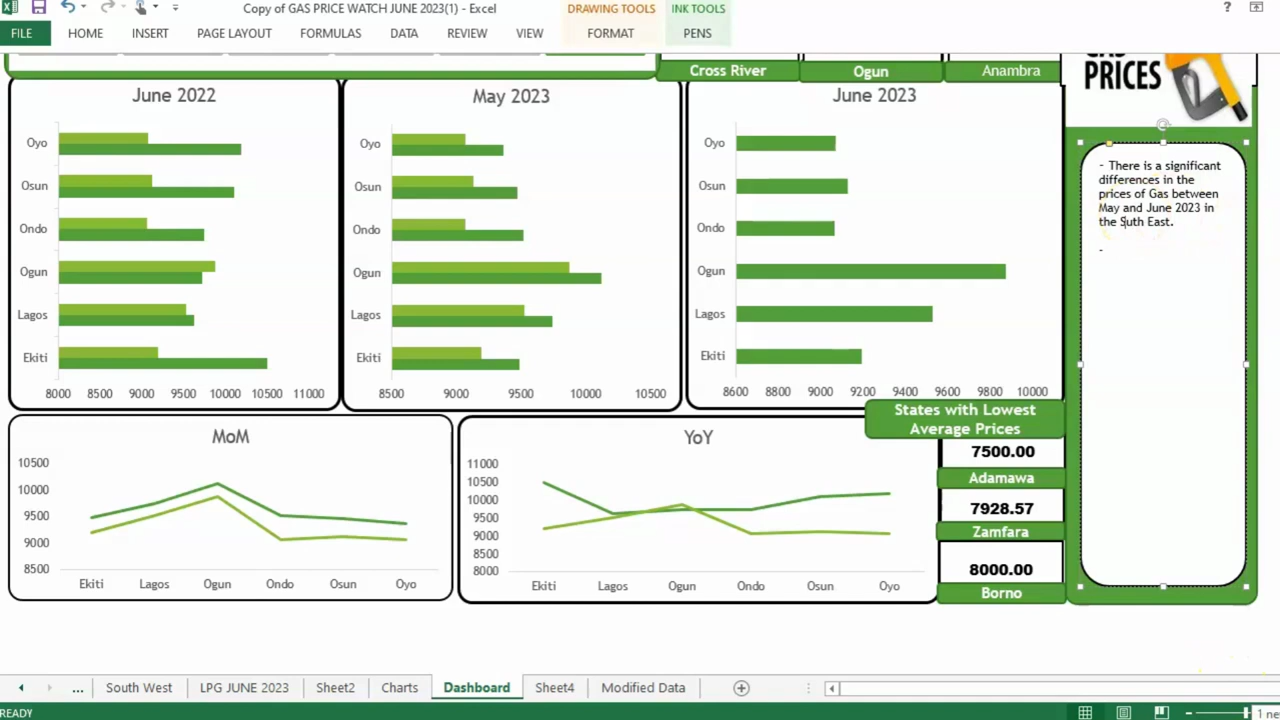 Copy of GAS PRICE WATCH JUNE 2023(1) - Excel
DRAWING TOOLS
INK TOOLS
?
FILE
HOME
INSERT
PAGE LAYOUT
FORMULAS
DATA
REVIEW
VIEW
FORMAT
PENS
Cross River
Ogun
Anambra
PRICES
June 2022
Oyo
Osun
Ondo
Ogun
Lagos
Ekiti
8000 8500 9000 9500 10000 10500 11000
May 2023
Oyo
Osun
Ondo
Ogun
Lagos
Ekiti
8500 9000 9500 10000 10500
June 2023
Oyo
Osun
Ondo
Ogun
Lagos
Ekiti
8600 8800 9000 9200 9400 9600 9800 10000
- There is a significant
differences in the
prices of Gas between
May and June 2023 in
the Suth East.
-
MoM
10500
10000
9500
9000
8500
Ekiti Lagos Ogun Ondo Osun Oyo
YoY
11000
10500
10000
9500
9000
8500
8000
Ekiti Lagos Ogun Ondo Osun Oyo
States with Lowest
Average Prices
7500.00
Adamawa
7928.57
Zamfara
8000.00
Borno
...
South West
LPG JUNE 2023
Sheet2
Charts
Dashboard
Sheet4
Modified Data
READY